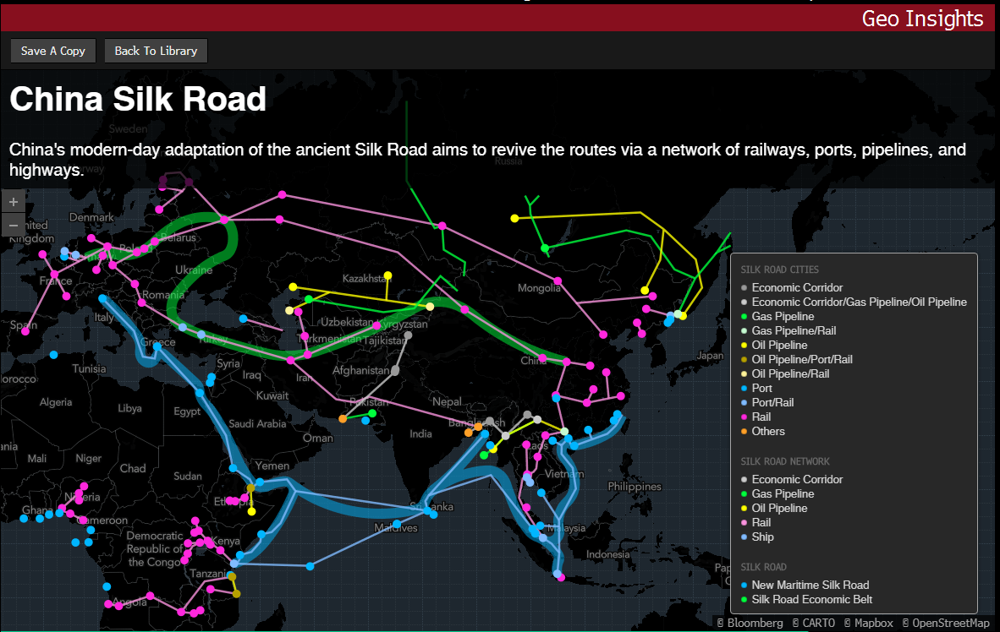 Geo Insights
Save A Copy
Back To Library
China Silk Road
China's modern-day adaptation of the ancient Silk Road aims to revive the routes via a network of railways, ports, pipelines, and
highways.
Sweden
Russia
+
−
Denmark
Kingdom
Belarus
Ukraine
France
Kazakhstan
Mongolia
Romania
Italy
Spain
Uzbekistan
Kyrgyzstan
Greece
Turkey
Turkmenistan
Tajikistan
China
Japan
Tunisia
Syria
Iraq
Iran
Afghanistan
Algeria
Libya
Egypt
Kuwait
Pakistan
Nepal
Bangladesh
Saudi Arabia
Oman
India
Laos
Mali
Niger
Chad
Sudan
Yemen
Vietnam
Philippines
Nigeria
Ghana
Ethiopia
Sri Lanka
Cameroon
Maldives
Malaysia
Democratic
Republic of
the Congo
Kenya
Indonesia
Tanzania
Angola
SILK ROAD CITIES
Economic Corridor
Economic Corridor/Gas Pipeline/Oil Pipeline
Gas Pipeline
Gas Pipeline/Rail
Oil Pipeline
Oil Pipeline/Port/Rail
Oil Pipeline/Rail
Port
Port/Rail
Rail
Others
SILK ROAD NETWORK
Economic Corridor
Gas Pipeline
Oil Pipeline
Rail
Ship
SILK ROAD
New Maritime Silk Road
Silk Road Economic Belt
© Bloomberg © CARTO © Mapbox © OpenStreetMap